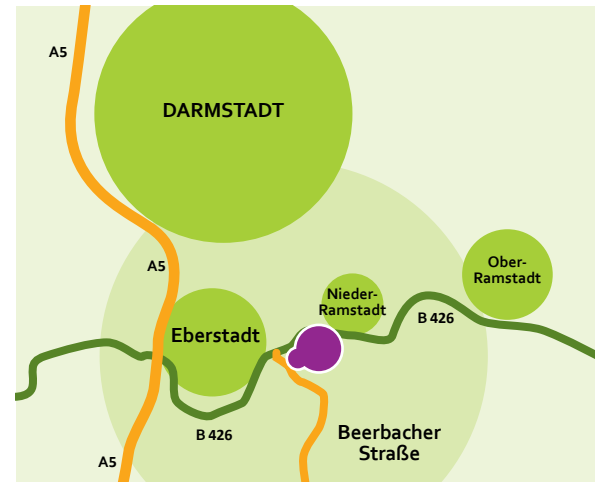 A5
DARMSTADT
A5
Ober-
Ramstadt
Nieder-
Ramstadt
B 426
Eberstadt
B 426
Beerbacher
Straße
A5